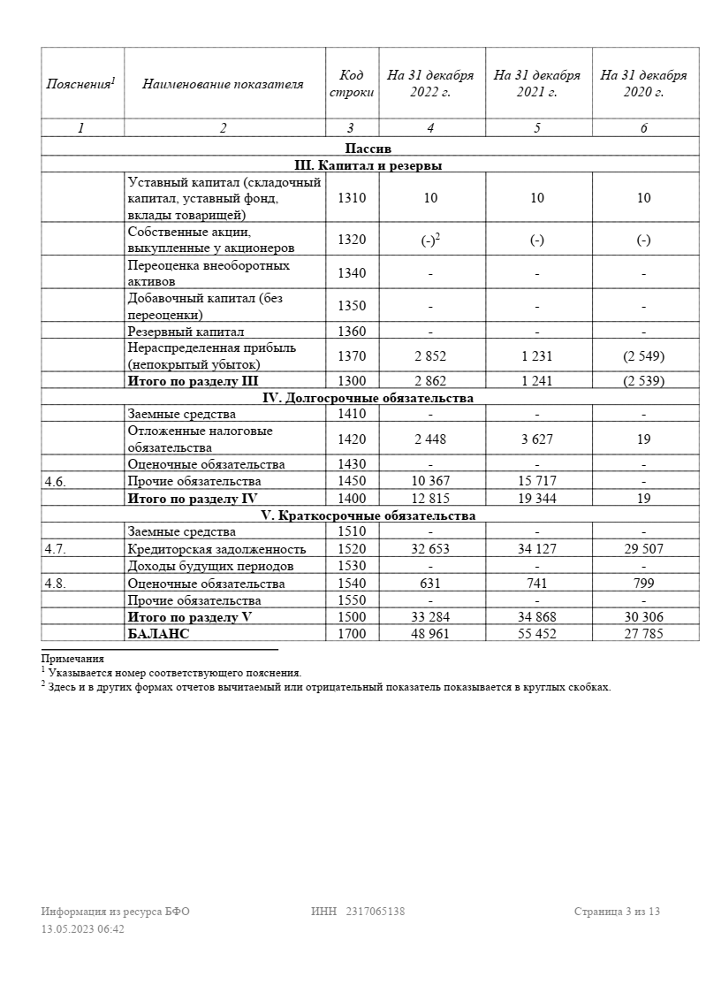 Пояснения1 Наименование показателя Код строки На 31 декабря 2022 г. На 31 декабря 2021 г. На 31 декабря 2020 г.
1 2 3 4 5 6
Пассив
III. Капитал и резервы
Уставный капитал (складочный капитал, уставный фонд, вклады товарищей) 1310 10 10 10
Собственные акции, выкупленные у акционеров 1320 (-)2 (-) (-)
Переоценка внеоборотных активов 1340 - - -
Добавочный капитал (без переоценки) 1350 - - -
Резервный капитал 1360 - - -
Нераспределенная прибыль (непокрытый убыток) 1370 2 852 1 231 (2 549)
Итого по разделу III 1300 2 862 1 241 (2 539)
IV. Долгосрочные обязательства
Заемные средства 1410 - - -
Отложенные налоговые обязательства 1420 2 448 3 627 19
Оценочные обязательства 1430 - - -
4.6. Прочие обязательства 1450 10 367 15 717 -
Итого по разделу IV 1400 12 815 19 344 19
V. Краткосрочные обязательства
Заемные средства 1510 - - -
4.7. Кредиторская задолженность 1520 32 653 34 127 29 507
Доходы будущих периодов 1530 - - -
4.8. Оценочные обязательства 1540 631 741 799
Прочие обязательства 1550 - - -
Итого по разделу V 1500 33 284 34 868 30 306
БАЛАНС 1700 48 961 55 452 27 785
Примечания
1 Указывается номер соответствующего пояснения.
2 Здесь и в других формах отчетов вычитаемый или отрицательный показатель показывается в круглых скобках.
Информация из ресурса БФО ИНН 2317065138 Страница 3 из 13
13.05.2023 06:42